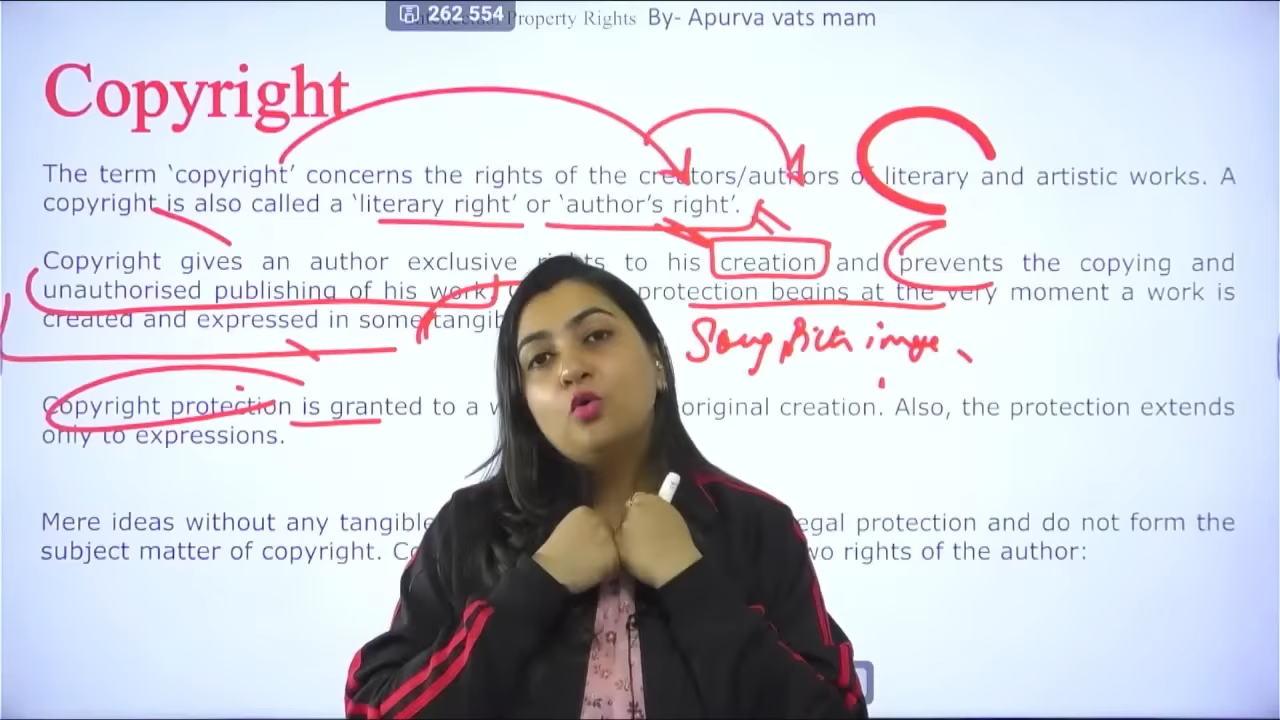 262 554
Property Rights By- Apurva vats mam
Copyright
The term ‘copyright’ concerns the rights of the creators/authors of literary and artistic works. A
copyright is also called a ‘literary right’ or ‘author’s right’.
Copyright gives an author exclusive rights to his creation and prevents the copying and
unauthorised publishing of his work. protection begins at the very moment a work is
created and expressed in some
Song image
Copyright protection is granted to a original creation. Also, the protection extends
only to expressions.
Mere ideas without any tangible protection and do not form the
subject matter of copyright. rights of the author: